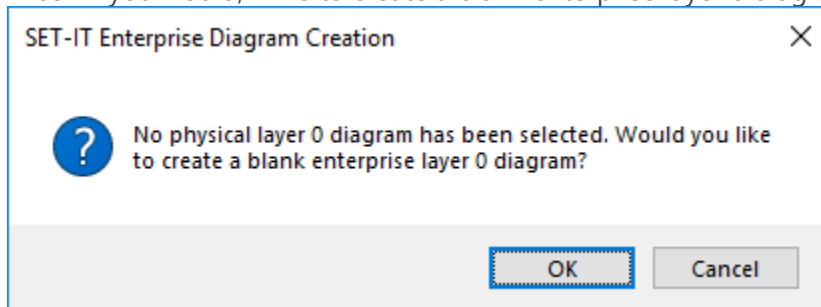 SET-IT Enterprise Diagram Creation
No physical layer 0 diagram has been selected. Would you like
to create a blank enterprise layer 0 diagram?
OK
Cancel